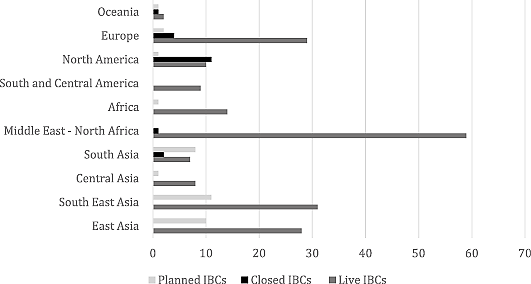 Oceania
Europe
North America
South and Central America
Africa
Middle East - North Africa
South Asia
Central Asia
South East Asia
East Asia
0 10 20 30 40 50 60 70
Planned IBCs Closed IBCs Live IBCs